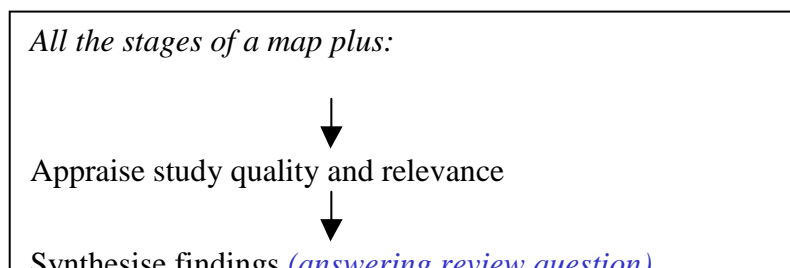 All the stages of a map plus:
Appraise study quality and relevance
Synthesise findings (answering review question)